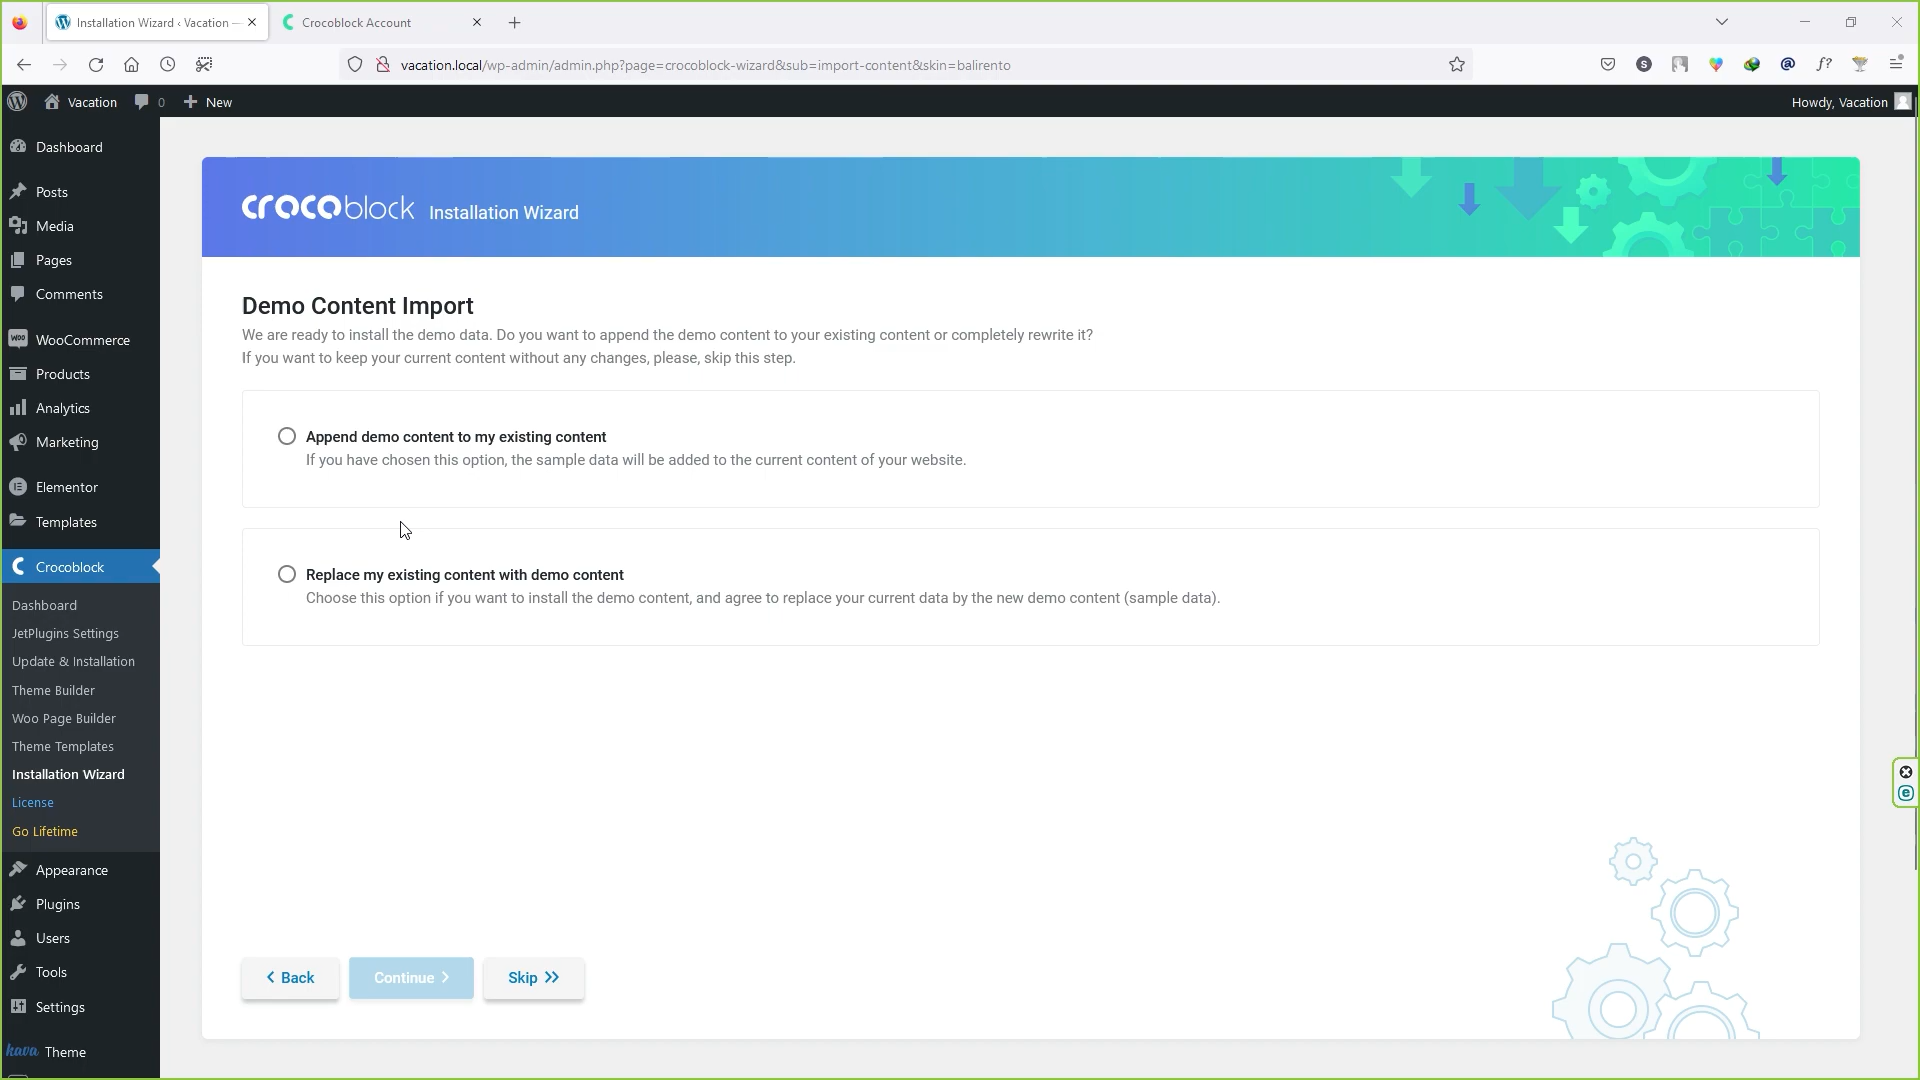 Installation Wizard ‹ Vacation —
Crocoblock Account
vacation.local/wp-admin/admin.php?page=crocoblock-wizard&sub=import-content&skin=balirento
S
@
f?
Vacation
0
New
Howdy, Vacation
Dashboard
Posts
Media
Pages
Comments
WooCommerce
Products
Analytics
Marketing
Elementor
Templates
Crocoblock
Dashboard
JetPlugins Settings
Update & Installation
Theme Builder
Woo Page Builder
Theme Templates
Installation Wizard
License
Go Lifetime
Appearance
Plugins
Users
Tools
Settings
kava Theme
crocoblock Installation Wizard
Demo Content Import
We are ready to install the demo data. Do you want to append the demo content to your existing content or completely rewrite it?
If you want to keep your current content without any changes, please, skip this step.
Append demo content to my existing content
If you have chosen this option, the sample data will be added to the current content of your website.
Replace my existing content with demo content
Choose this option if you want to install the demo content, and agree to replace your current data by the new demo content (sample data).
Back
Continue
Skip